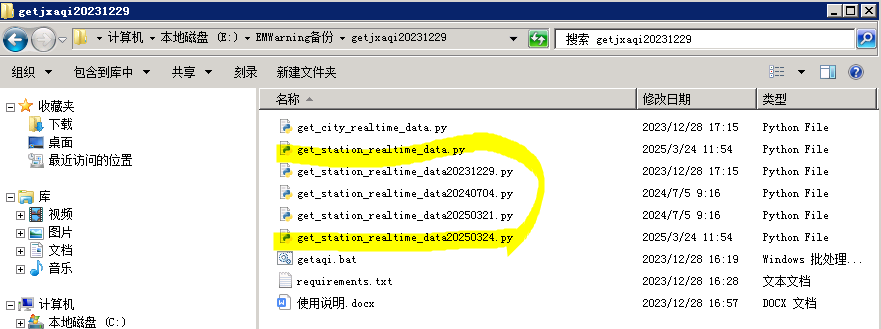 getjxaqi20231229
计算机 本地磁盘 (E:) EMWarning备份 getjxaqi20231229
搜索 getjxaqi20231229
组织 包含到库中 共享 刻录 新建文件夹
收藏夹
下载
桌面
最近访问的位置
库
视频
图片
文档
音乐
计算机
本地磁盘 (C:)
名称 修改日期 类型
get_city_realtime_data.py 2023/12/28 17:15 Python File
get_station_realtime_data.py 2025/3/24 11:54 Python File
get_station_realtime_data20231229.py 2023/12/28 17:15 Python File
get_station_realtime_data20240704.py 2024/7/5 9:16 Python File
get_station_realtime_data20250321.py 2024/7/5 9:16 Python File
get_station_realtime_data20250324.py 2025/3/24 11:54 Python File
getaqi.bat 2023/12/28 16:19 Windows 批处理...
requirements.txt 2023/12/28 16:28 文本文档
使用说明.docx 2023/12/28 16:57 DOCX 文档